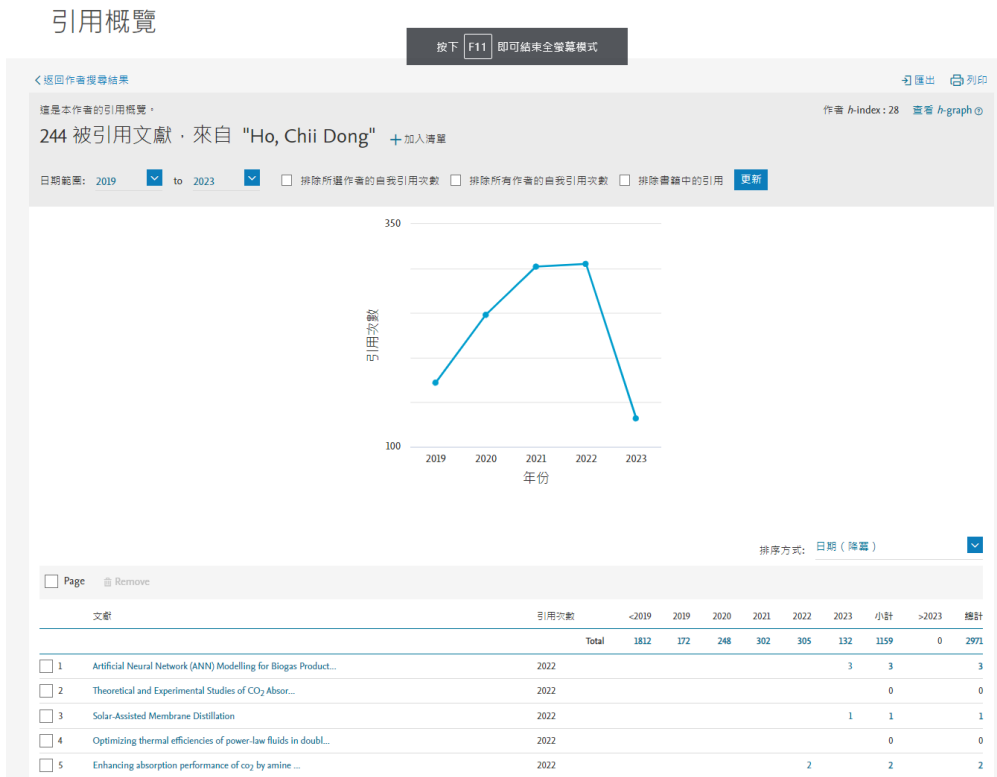 引用概覽
按下 F11 即可結束全螢幕模式
返回作者搜尋結果 匯出 列印
這是本作者的引用概覽。 作者 h-index : 28 查看 h-graph
244 被引用文獻，來自 "Ho, Chii Dong" 加入清單
日期範圍: 2019 to 2023 排除所選作者的自我引用次數 排除所有作者的自我引用次數 排除書籍中的引用 更新
350
引用次數
100
2019 2020 2021 2022 2023
年份
排序方式: 日期 ( 降冪 )
Page Remove
文獻 引用次數 <2019 2019 2020 2021 2022 2023 小計 >2023 總計
Total 1812 172 248 302 305 132 1159 0 2971
1 Artificial Neural Network (ANN) Modelling for Biogas Product... 2022 3 3 3
2 Theoretical and Experimental Studies of CO2 Absor... 2022 0 0
3 Solar-Assisted Membrane Distillation 2022 1 1 1
4 Optimizing thermal efficiencies of power-law fluids in doubl... 2022 0 0
5 Enhancing absorption performance of co2 by amine ... 2022 2 2 2